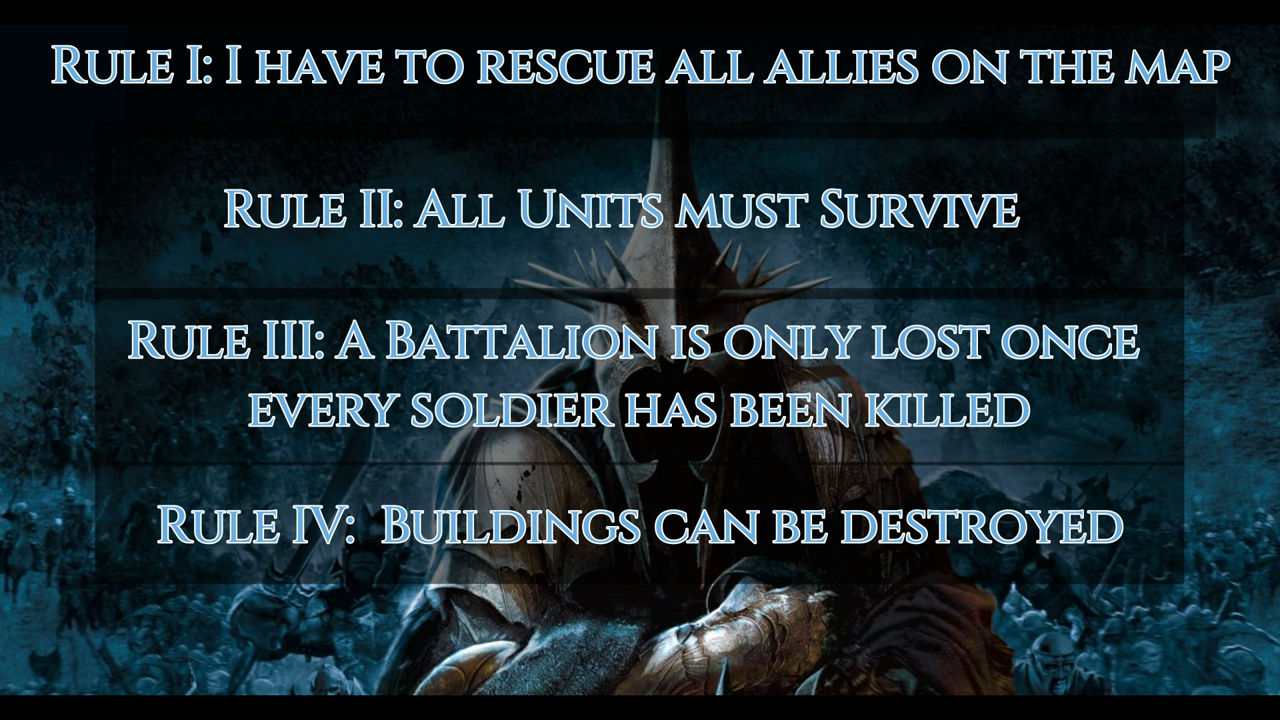 Rule I: I have to rescue all allies on the map
Rule II: All Units must Survive
Rule III: A Battalion is only lost once
every soldier has been killed
Rule IV: Buildings can be destroyed